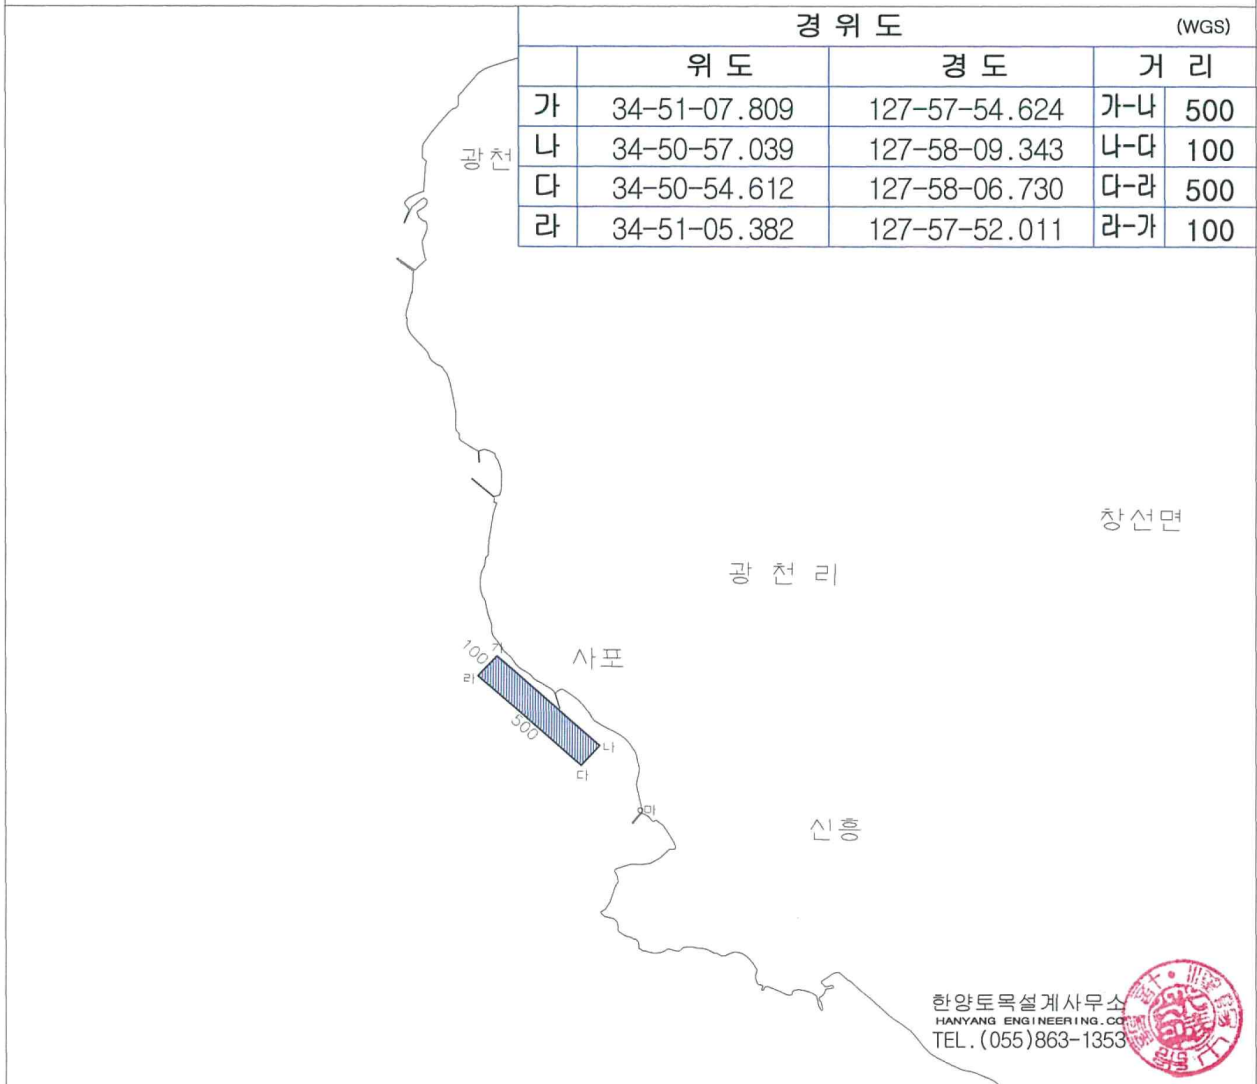 경 위 도 (WGS)
위 도 경 도 거 리
가 34-51-07.809 127-57-54.624 가-나 500
나 34-50-57.039 127-58-09.343 나-다 100
다 34-50-54.612 127-58-06.730 다-라 500
라 34-51-05.382 127-57-52.011 라-가 100
광천
창선면
광 천 리
사포
100 가
라
500
나
다
마
신흥
한양토목설계사무소
HANYANG ENGINEERING.CO
TEL.(055)863-1353